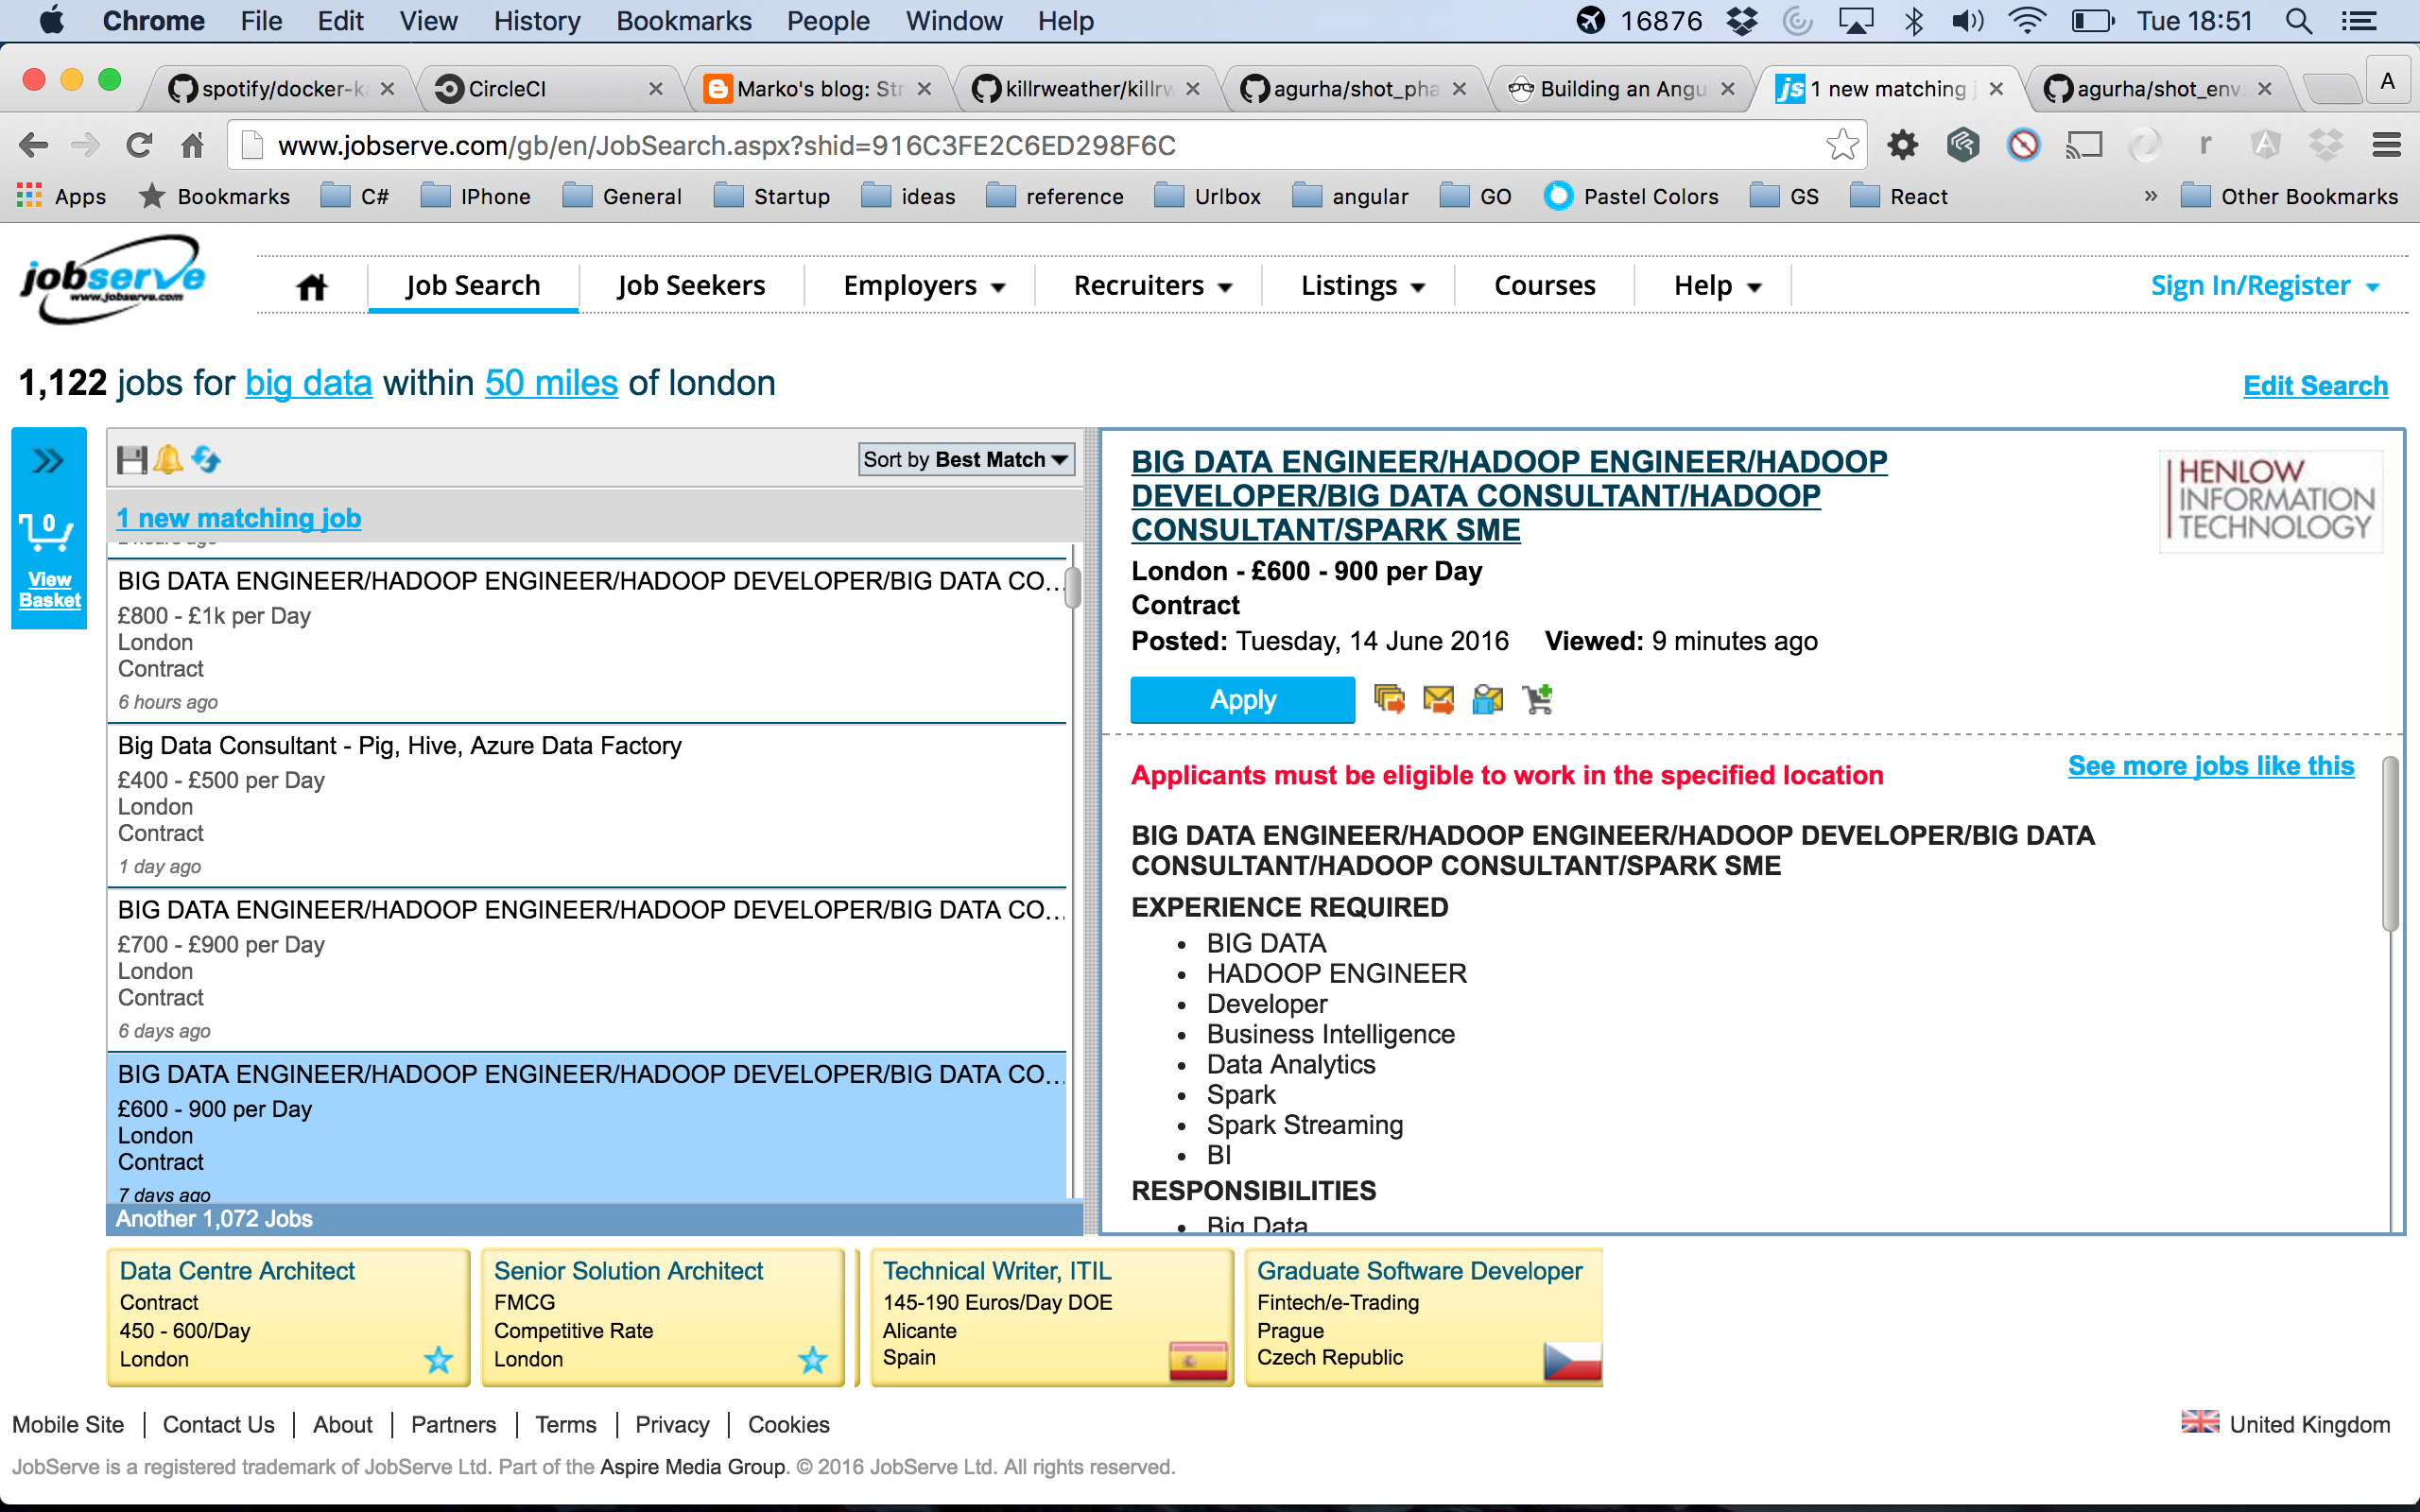 Chrome File Edit View History Bookmarks People Window Help 16876 Tue 18:51
spotify/docker-ka CircleCI Marko's blog: Str killrweather/killrw agurha/shot_pha Building an Angu 1 new matching j agurha/shot_env: A
www.jobserve.com/gb/en/JobSearch.aspx?shid=916C3FE2C6ED298F6C
Apps Bookmarks C# IPhone General Startup ideas reference Urlbox angular GO Pastel Colors GS React » Other Bookmarks
jobserve
www.jobserve.com
Job Search Job Seekers Employers Recruiters Listings Courses Help Sign In/Register
1,122 jobs for big data within 50 miles of london
Edit Search
0
View
Basket
Sort by Best Match
1 new matching job
2 hours ago
BIG DATA ENGINEER/HADOOP ENGINEER/HADOOP DEVELOPER/BIG DATA CO...
£800 - £1k per Day
London
Contract
6 hours ago
Big Data Consultant - Pig, Hive, Azure Data Factory
£400 - £500 per Day
London
Contract
1 day ago
BIG DATA ENGINEER/HADOOP ENGINEER/HADOOP DEVELOPER/BIG DATA CO...
£700 - £900 per Day
London
Contract
6 days ago
BIG DATA ENGINEER/HADOOP ENGINEER/HADOOP DEVELOPER/BIG DATA CO...
£600 - 900 per Day
London
Contract
7 days ago
Another 1,072 Jobs
BIG DATA ENGINEER/HADOOP ENGINEER/HADOOP
DEVELOPER/BIG DATA CONSULTANT/HADOOP
CONSULTANT/SPARK SME
HENLOW
INFORMATION
TECHNOLOGY
London - £600 - 900 per Day
Contract
Posted: Tuesday, 14 June 2016 Viewed: 9 minutes ago
Apply
Applicants must be eligible to work in the specified location
See more jobs like this
BIG DATA ENGINEER/HADOOP ENGINEER/HADOOP DEVELOPER/BIG DATA
CONSULTANT/HADOOP CONSULTANT/SPARK SME
EXPERIENCE REQUIRED
• BIG DATA
• HADOOP ENGINEER
• Developer
• Business Intelligence
• Data Analytics
• Spark
• Spark Streaming
• BI
RESPONSIBILITIES
• Big Data
Data Centre Architect
Contract
450 - 600/Day
London
Senior Solution Architect
FMCG
Competitive Rate
London
Technical Writer, ITIL
145-190 Euros/Day DOE
Alicante
Spain
Graduate Software Developer
Fintech/e-Trading
Prague
Czech Republic
Mobile Site | Contact Us | About | Partners | Terms | Privacy | Cookies
United Kingdom
JobServe is a registered trademark of JobServe Ltd. Part of the Aspire Media Group. © 2016 JobServe Ltd. All rights reserved.